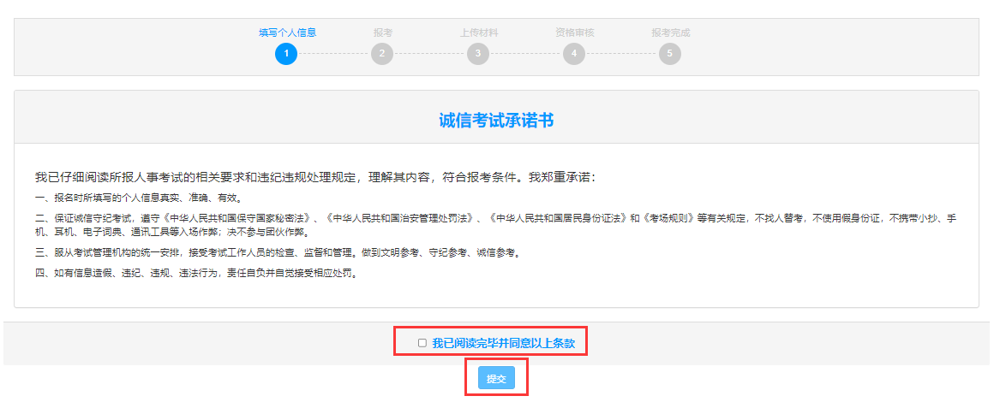 填写个人信息 报考 上传材料 资格审核 报考完成
1 2 3 4 5
诚信考试承诺书
我已仔细阅读所报人事考试的相关要求和违纪违规处理规定，理解其内容，符合报考条件。我郑重承诺：
一、报名时所填写的个人信息真实、准确、有效。
二、保证诚信守纪考试，遵守《中华人民共和国保守国家秘密法》、《中华人民共和国治安管理处罚法》、《中华人民共和国居民身份证法》和《考场规则》等有关规定，不找人替考，不使用假身份证，不携带小抄、手
机、耳机、电子词典、通讯工具等入场作弊；决不参与团伙作弊。
三、服从考试管理机构的统一安排，接受考试工作人员的检查、监督和管理。做到文明参考、守纪参考、诚信参考。
四、如有信息造假、违纪、违规、违法行为，责任自负并自觉接受相应处罚。
我已阅读完毕并同意以上条款
提交